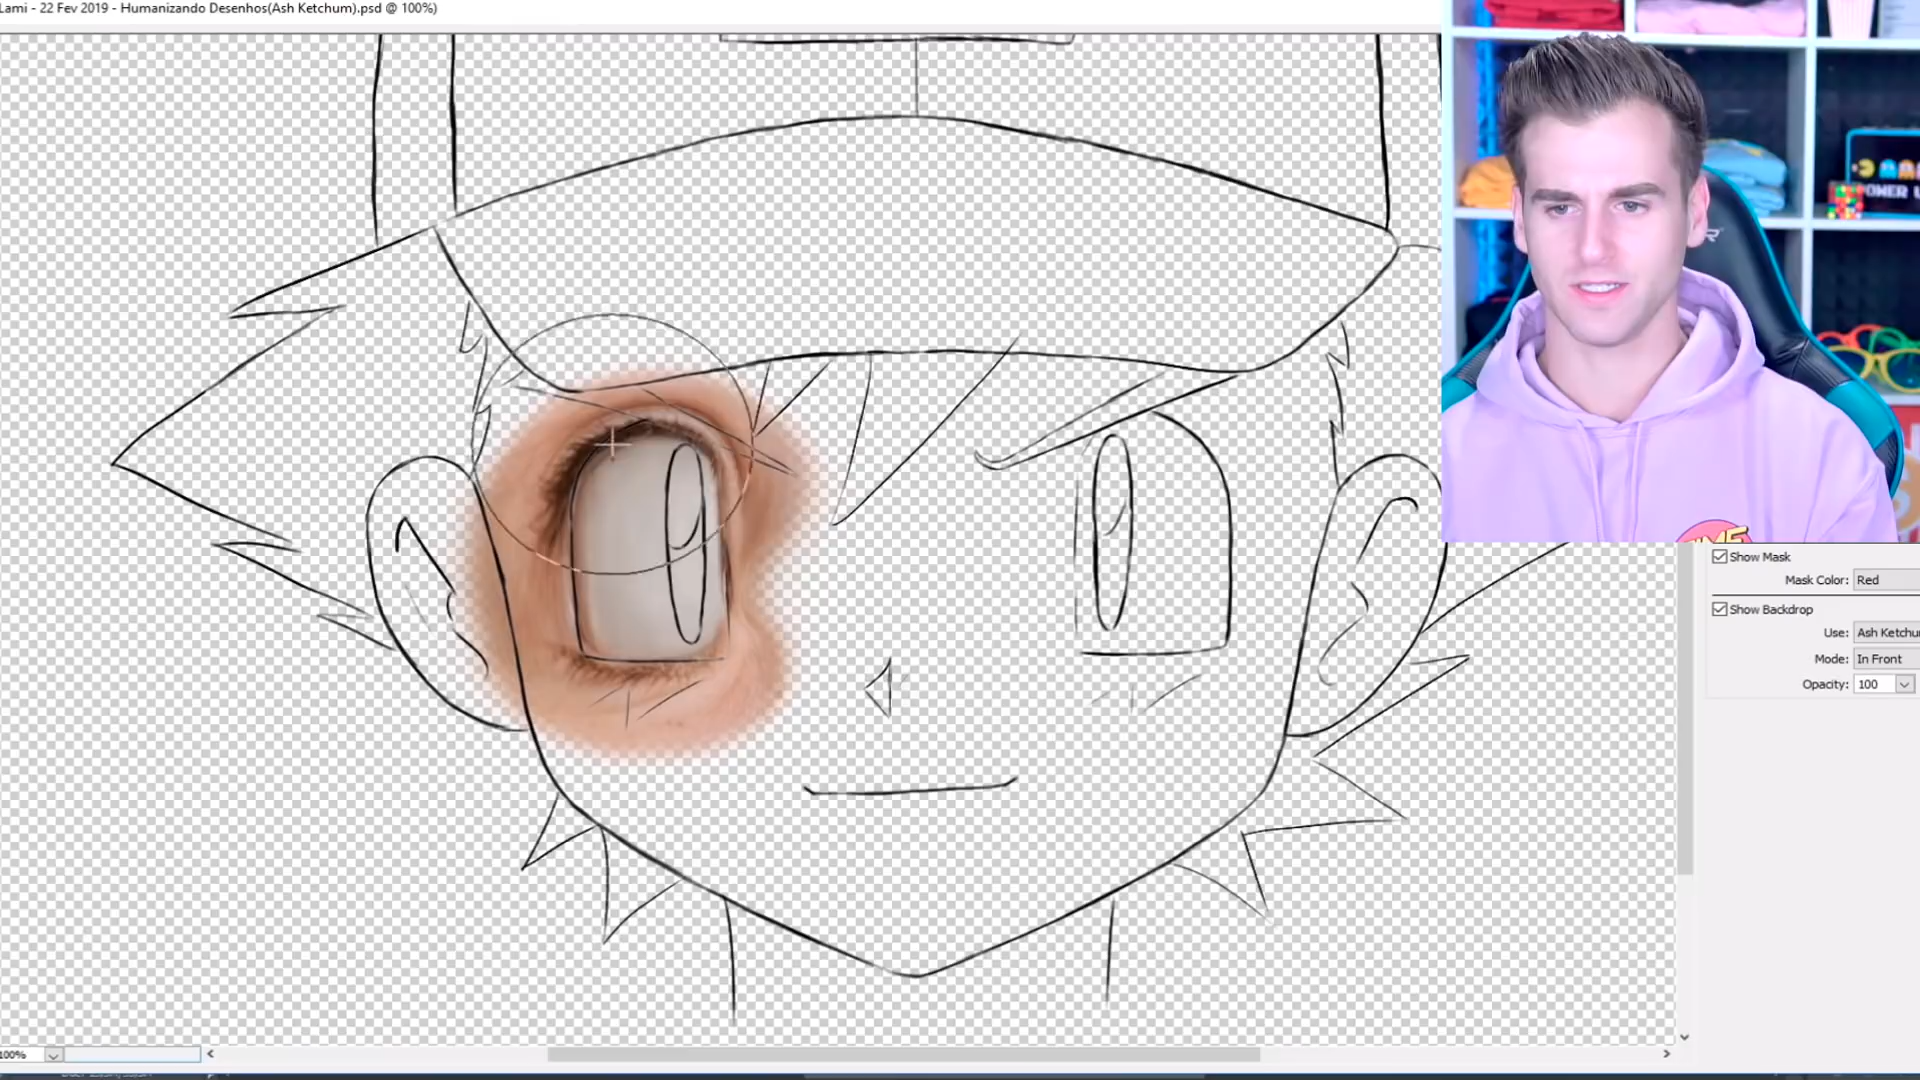 Lami - 22 Fev 2019 - Humanizando Desenhos(Ash Ketchum).psd @ 100%)
POWER U
Show Mask
Mask Color: Red
Show Backdrop
Use: Ash Ketchu
Mode: In Front
Opacity: 100
100%